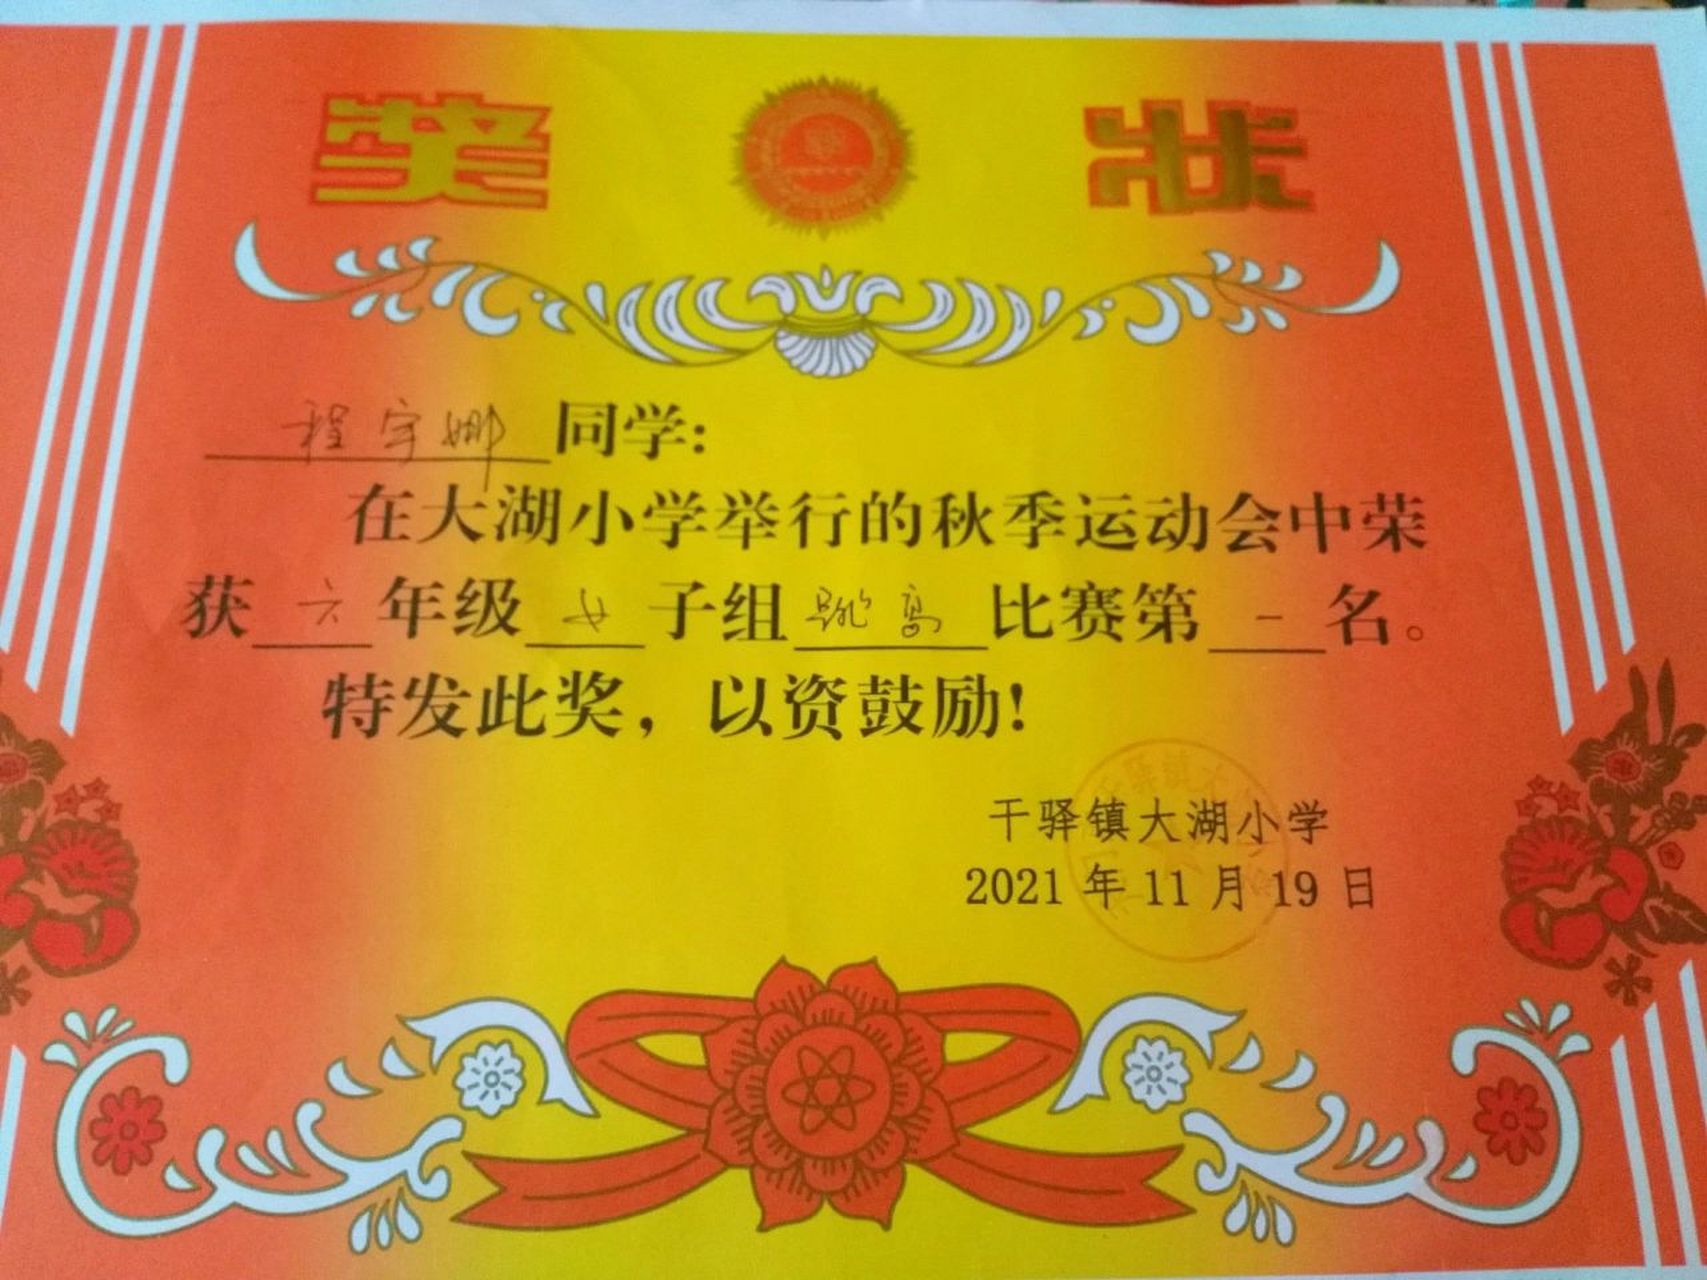 奖状
程宇娜同学:
在大湖小学举行的秋季运动会中荣
获六年级女子组跳高比赛第一名。
特发此奖，以资鼓励!
干驿镇大湖小学
2021年11月19日